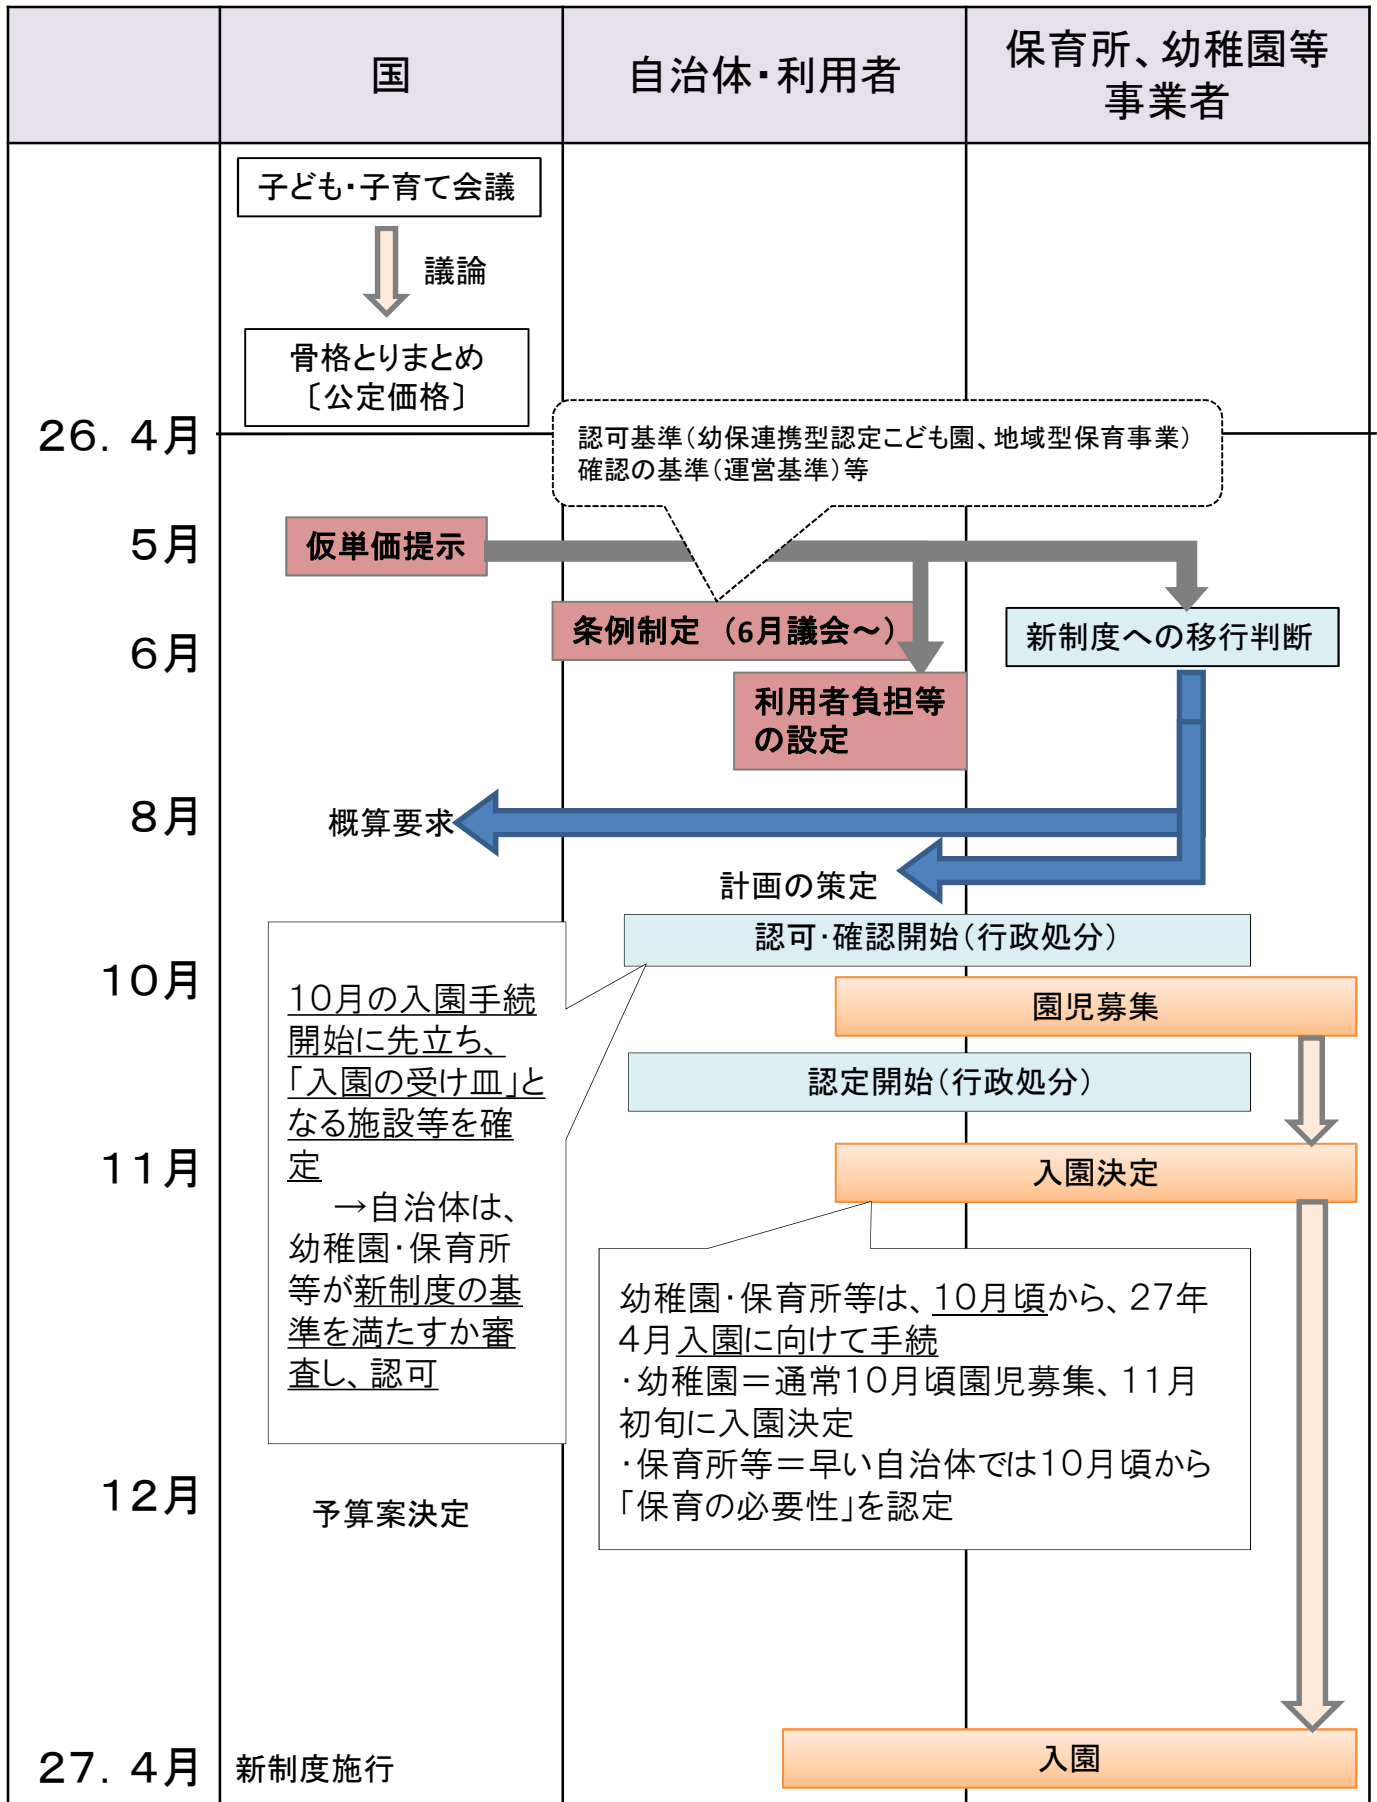 国
自治体・利用者
保育所、幼稚園等
事業者
子ども・子育て会議
議論
骨格とりまとめ
〔公定価格〕
26．4月
認可基準（幼保連携型認定こども園、地域型保育事業）
確認の基準（運営基準）等
5月
仮単価提示
条例制定 （6月議会～）
新制度への移行判断
6月
利用者負担等
の設定
8月
概算要求
計画の策定
認可・確認開始（行政処分）
10月
園児募集
10月の入園手続
開始に先立ち、
「入園の受け皿」と
なる施設等を確
定
→自治体は、
幼稚園・保育所
等が新制度の基
準を満たすか審
査し、認可
認定開始（行政処分）
11月
入園決定
幼稚園・保育所等は、10月頃から、27年
4月入園に向けて手続
・幼稚園＝通常10月頃園児募集、11月
初旬に入園決定
・保育所等＝早い自治体では10月頃から
「保育の必要性」を認定
12月
予算案決定
27．4月
新制度施行
入園